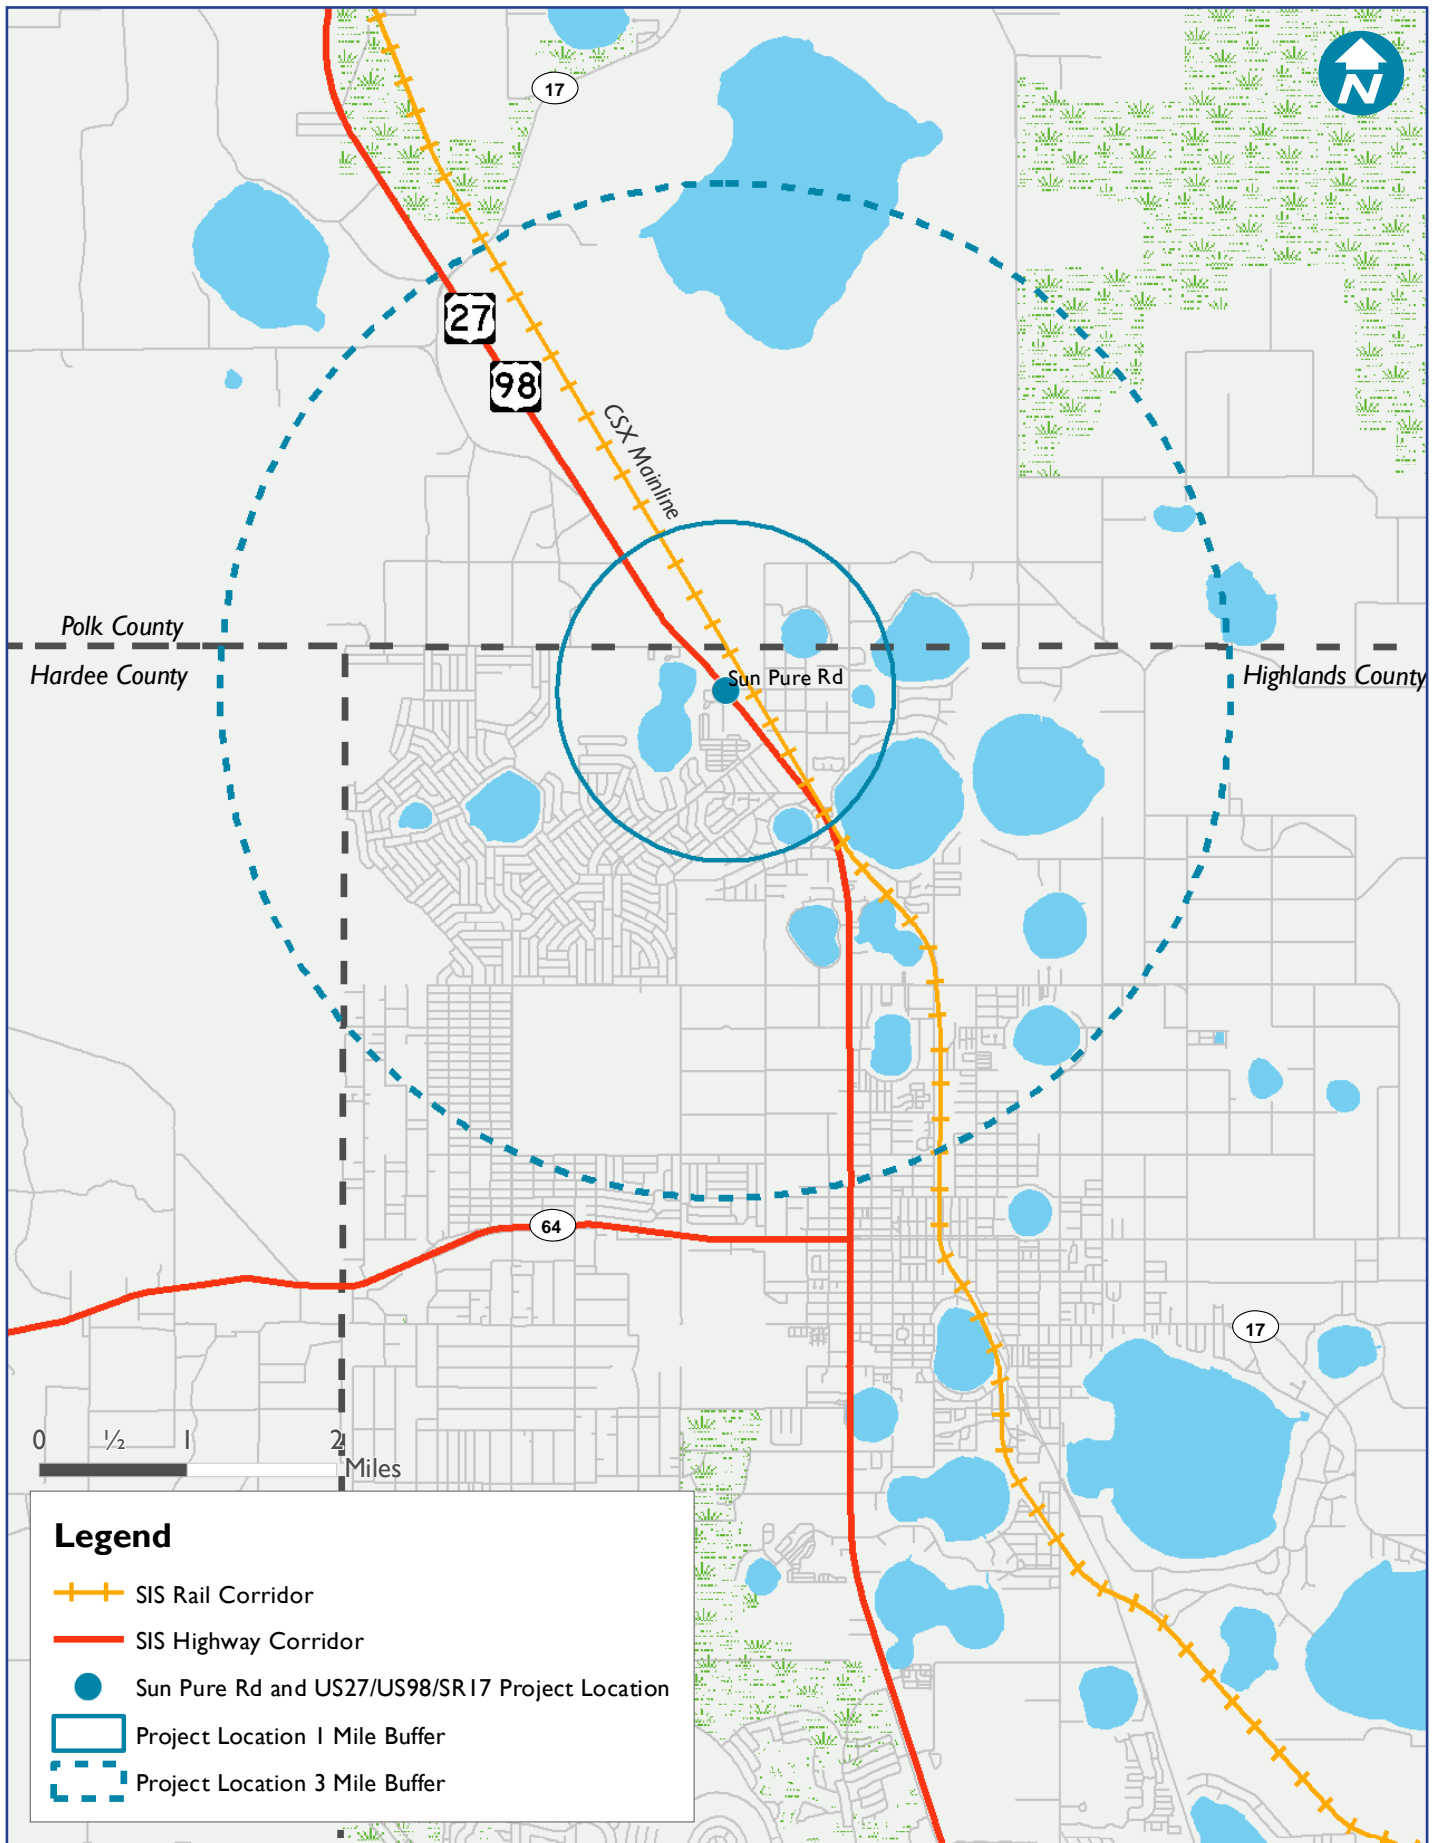 17
N
27
98
CSX Mainline
Polk County
Hardee County
Sun Pure Rd
Highlands County
64
17
0 ½ 1 2
Miles
Legend
SIS Rail Corridor
SIS Highway Corridor
Sun Pure Rd and US27/US98/SR17 Project Location
Project Location 1 Mile Buffer
Project Location 3 Mile Buffer